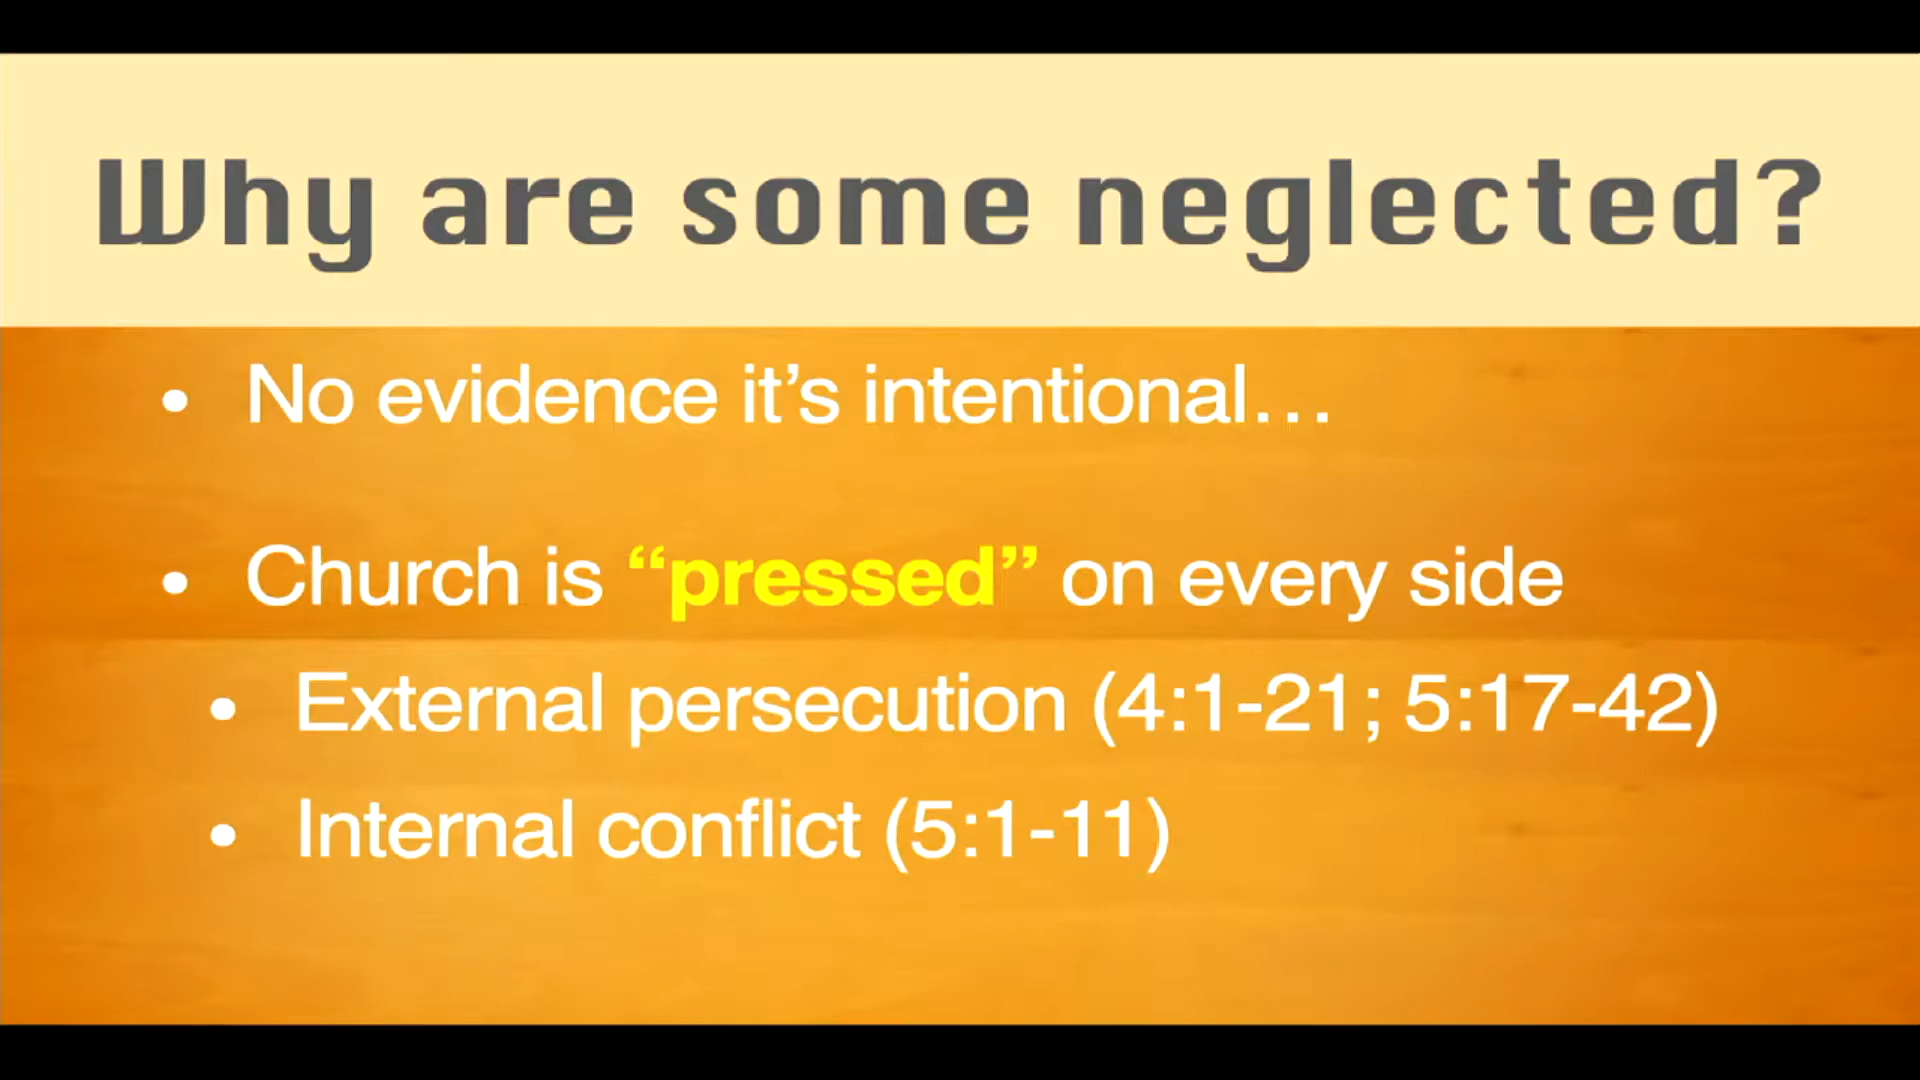 Why are some neglected?
• No evidence it’s intentional…
• Church is “pressed” on every side
• External persecution (4:1-21; 5:17-42)
• Internal conflict (5:1-11)